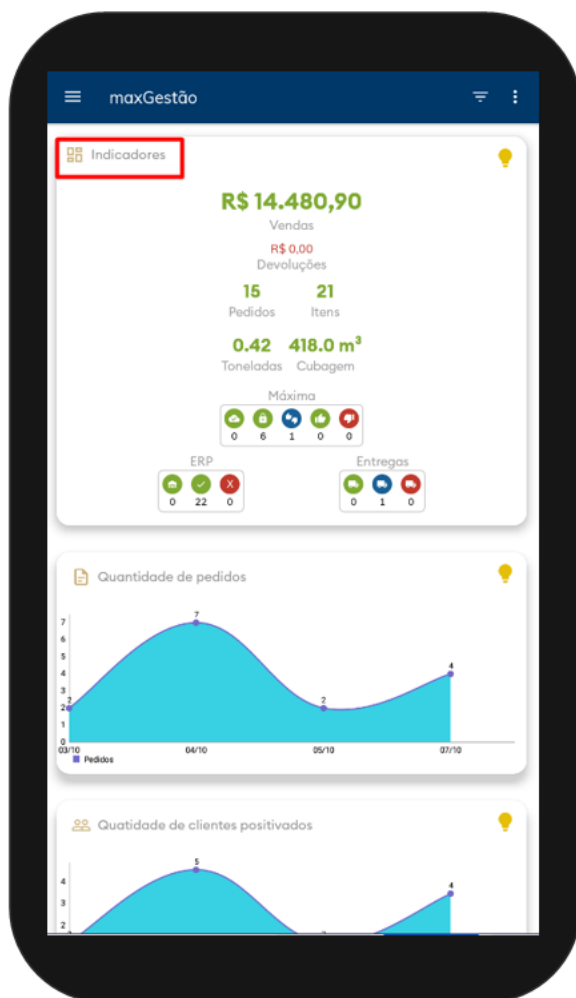 maxGestão
Indicadores
R$ 14.480,90
Vendas
R$ 0,00
Devoluções
15 21
Pedidos Itens
0.42 418.0 m³
Toneladas Cubagem
Máxima
0 6 1 0 0
ERP Entregas
X
0 22 0 0 1 0
Quantidade de pedidos
7
7
6
5
4
4
3
2
2
2
1
0
03/10 04/10 05/10 07/10
Pedidos
Quatidade de clientes positivados
5
4
4
3
2